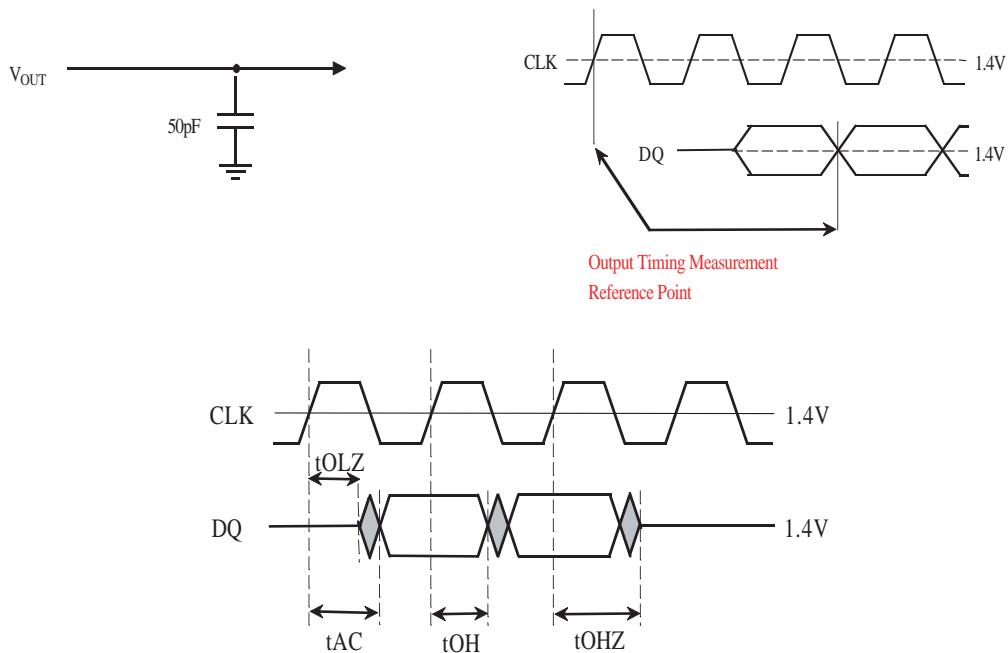 V_OUT
50pF
CLK
1.4V
DQ
1.4V
Output Timing Measurement
Reference Point
CLK
1.4V
tOLZ
DQ
1.4V
tAC
tOH
tOHZ